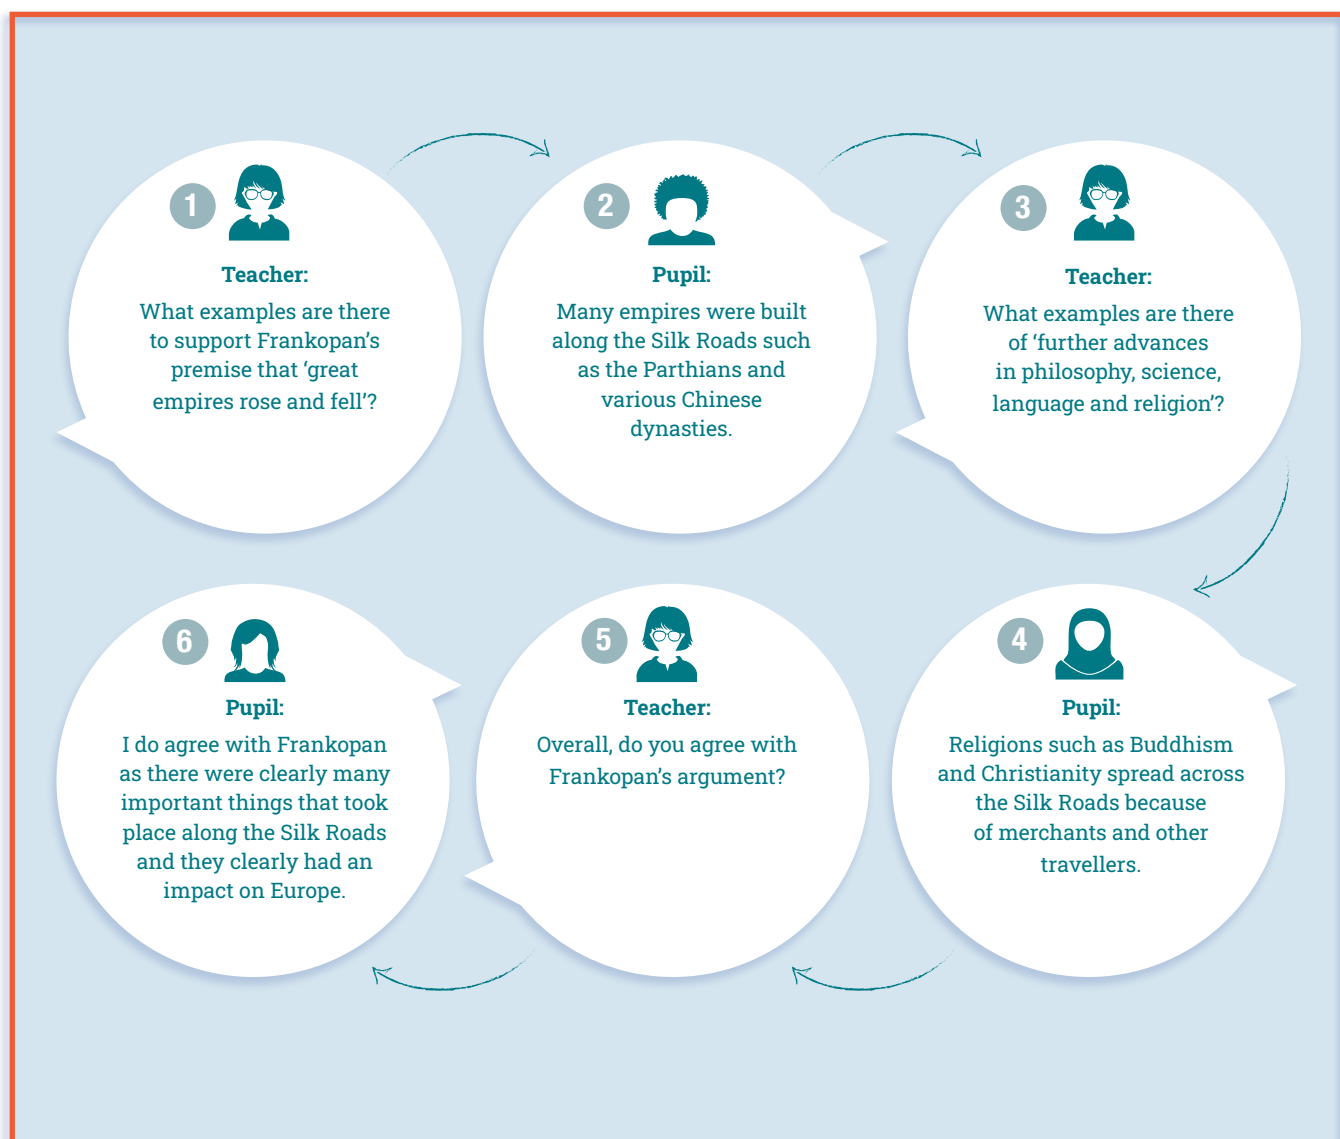 1
Teacher:
What examples are there
to support Frankopan’s
premise that ‘great
empires rose and fell’?
2
Pupil:
Many empires were built
along the Silk Roads such
as the Parthians and
various Chinese
dynasties.
3
Teacher:
What examples are there
of ‘further advances
in philosophy, science,
language and religion’?
4
Pupil:
Religions such as Buddhism
and Christianity spread across
the Silk Roads because
of merchants and other
travellers.
5
Teacher:
Overall, do you agree with
Frankopan’s argument?
6
Pupil:
I do agree with Frankopan
as there were clearly many
important things that took
place along the Silk Roads
and they clearly had an
impact on Europe.